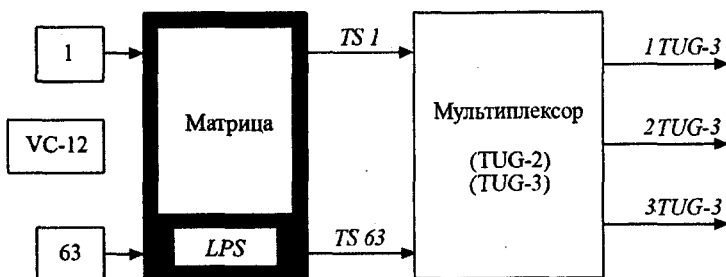 1
TS 1
1 TUG-3
Матрица
Мультиплексор
VC-12
(TUG-2)
(TUG-3)
2 TUG-3
3 TUG-3
63
LPS
TS 63